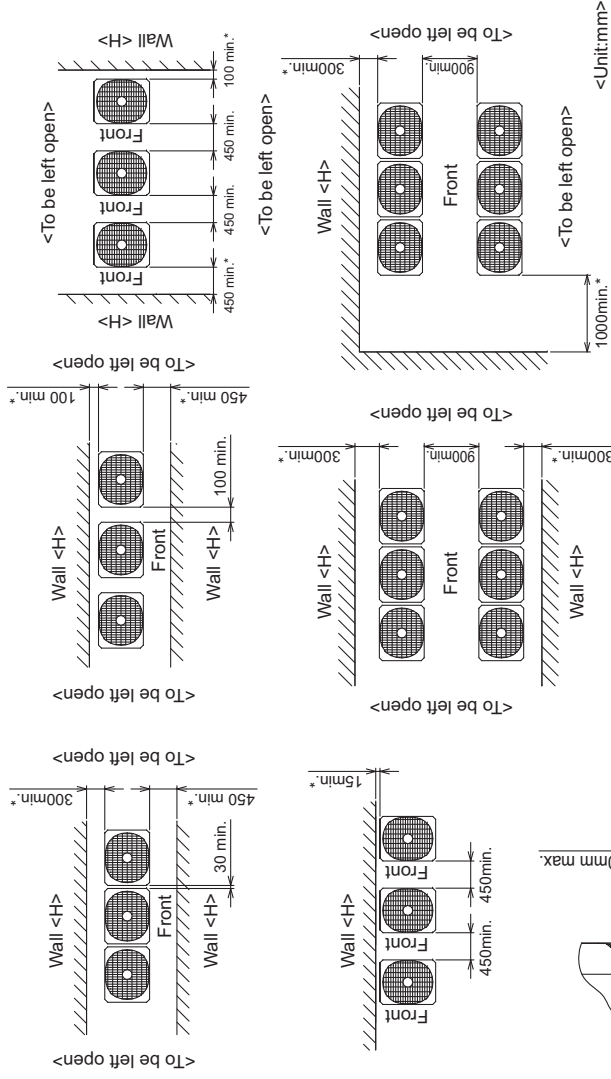 <To be left open>
Wall <H>
300min.*
450 min.*
30 min.
Front
Wall <H>
<To be left open>
<To be left open>
Wall <H>
100 min.*
450 min.*
100 min.
Front
Wall <H>
<To be left open>
<To be left open>
Wall <H>
Front
Front
Front
Wall <H>
450 min.*
450 min.
450 min.
100 min.*
<To be left open>
Wall <H>
15min.*
Front
Front
Front
450min.
450min.
<To be left open>
Wall <H>
300min.*
900min.
Front
Wall <H>
<To be left open>
Wall <H>
300min.*
900min.
Front
<To be left open>
1000min.*
<To be left open>
0mm max.
<Unit:mm>